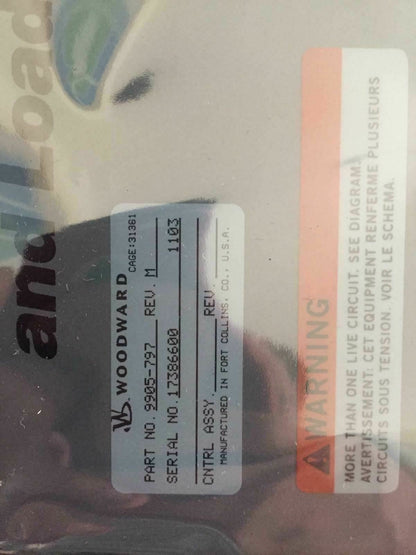 and Load
WOODWARD
CAGE:31361
PART NO. 9905-797 REV. M
SERIAL NO. 17386600 1103
CNTRL ASSY. REV
MANUFACTURED IN FORT COLLINS, CO., U.S.A.
WARNING
MORE THAN ONE LIVE CIRCUIT. SEE DIAGRAM.
AVERTISSEMENT: CET EQUIPMENT RENFERME PLUSIEURS
CIRCUITS SOUS TENSION. VOIR LE SCHEMA.